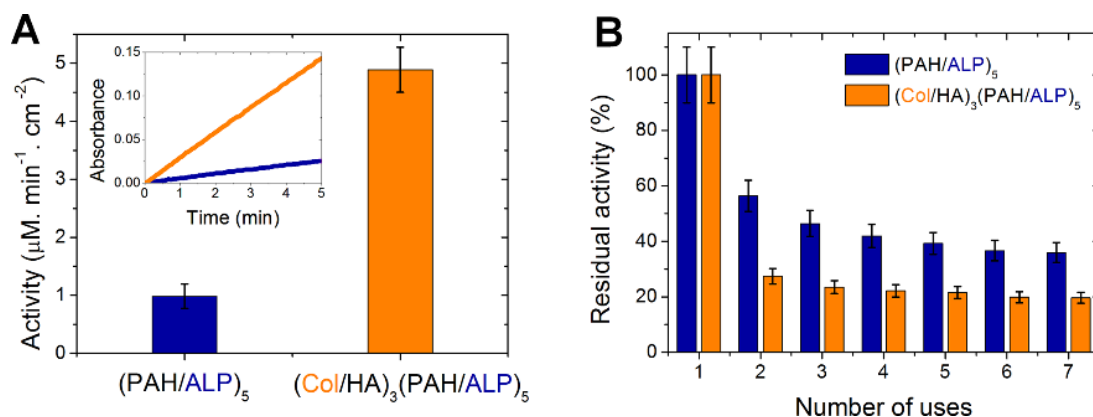 A
Activity (μM. min⁻¹. cm⁻²)
5
4
3
2
1
0
Absorbance
0.15
0.10
0.05
0.00
0 1 2 3 4 5
Time (min)
(PAH/ALP)₅ (Col/HA)₃(PAH/ALP)₅
B
Residual activity (%)
100
80
60
40
20
0
(PAH/ALP)₅
(Col/HA)₃(PAH/ALP)₅
1 2 3 4 5 6 7
Number of uses